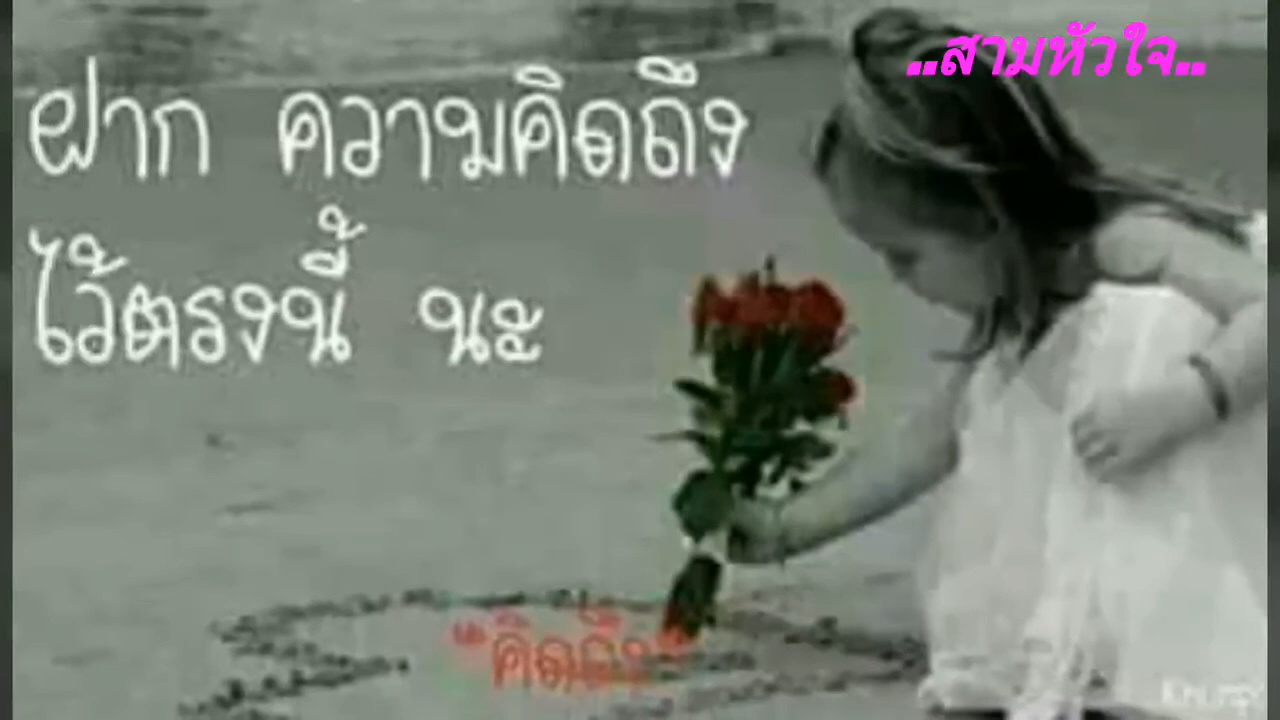 ..สามหัวใจ..
ฝาก ความคิดถึง
ไว้ตรงนี้ นะ
"คิดถึง"